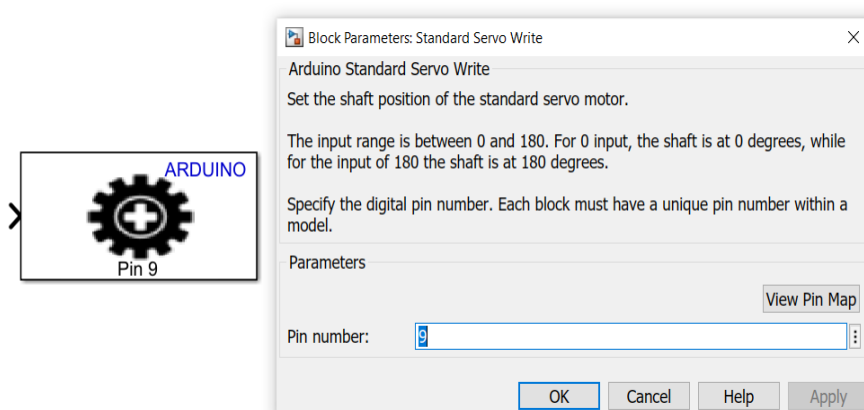 Block Parameters: Standard Servo Write
Arduino Standard Servo Write
Set the shaft position of the standard servo motor.
The input range is between 0 and 180. For 0 input, the shaft is at 0 degrees, while
for the input of 180 the shaft is at 180 degrees.
Specify the digital pin number. Each block must have a unique pin number within a
model.
ARDUINO
Pin 9
Parameters
View Pin Map
Pin number:
9
OK
Cancel
Help
Apply